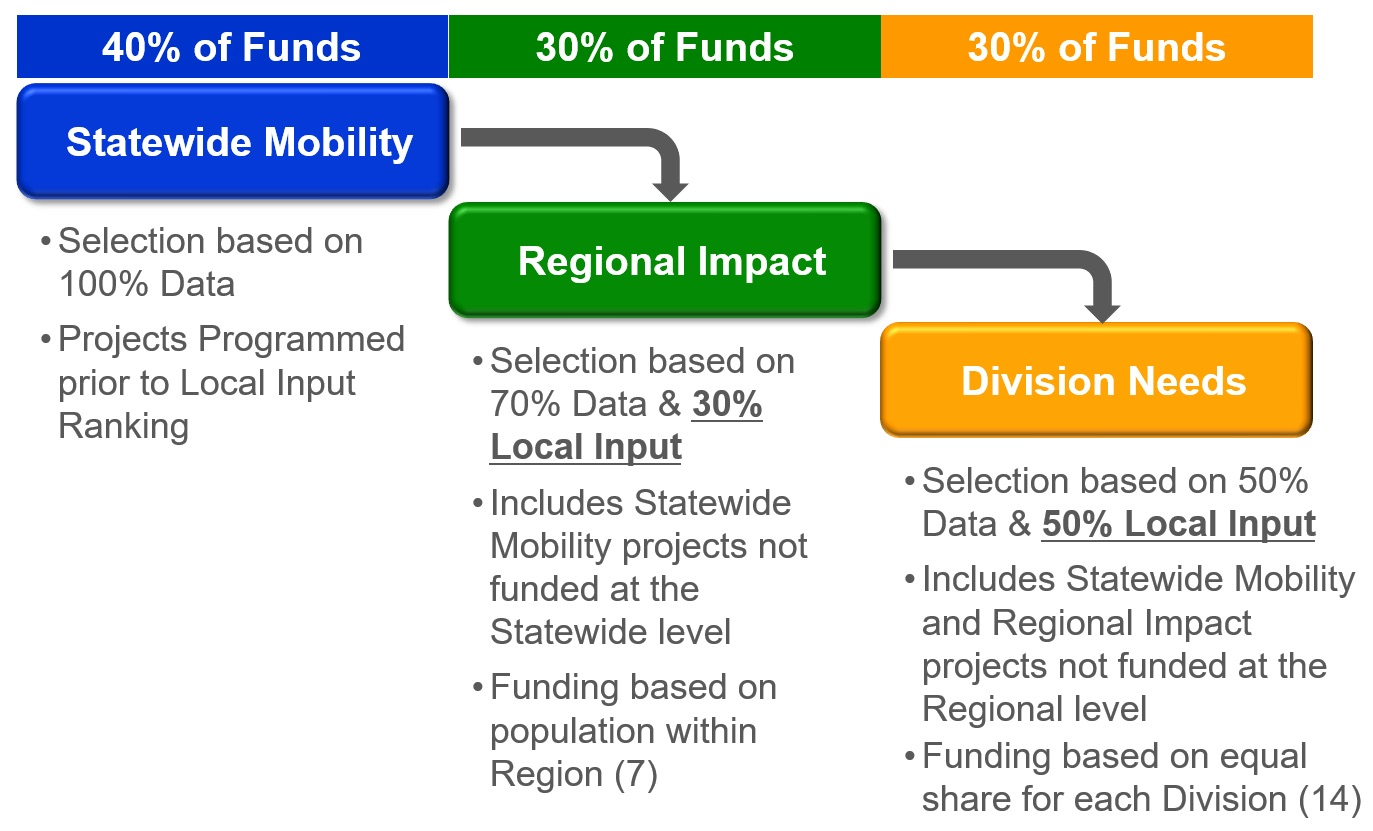 40% of Funds
30% of Funds
30% of Funds
Statewide Mobility
• Selection based on
100% Data
• Projects Programmed
prior to Local Input
Ranking
Regional Impact
• Selection based on
70% Data & 30%
Local Input
• Includes Statewide
Mobility projects not
funded at the
Statewide level
• Funding based on
population within
Region (7)
Division Needs
• Selection based on 50%
Data & 50% Local Input
• Includes Statewide Mobility
and Regional Impact
projects not funded at the
Regional level
• Funding based on equal
share for each Division (14)